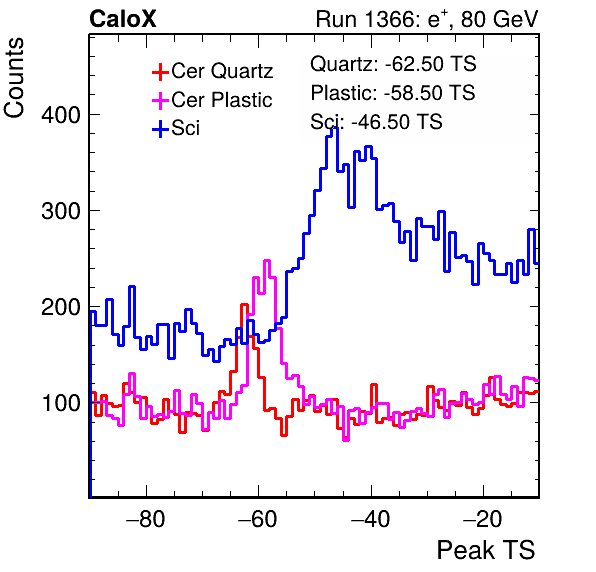 CaloX Run 1366: e⁺, 80 GeV
Counts
Cer Quartz
Cer Plastic
Sci
Quartz: -62.50 TS
Plastic: -58.50 TS
Sci: -46.50 TS
400
300
200
100
−80 −60 −40 −20
Peak TS